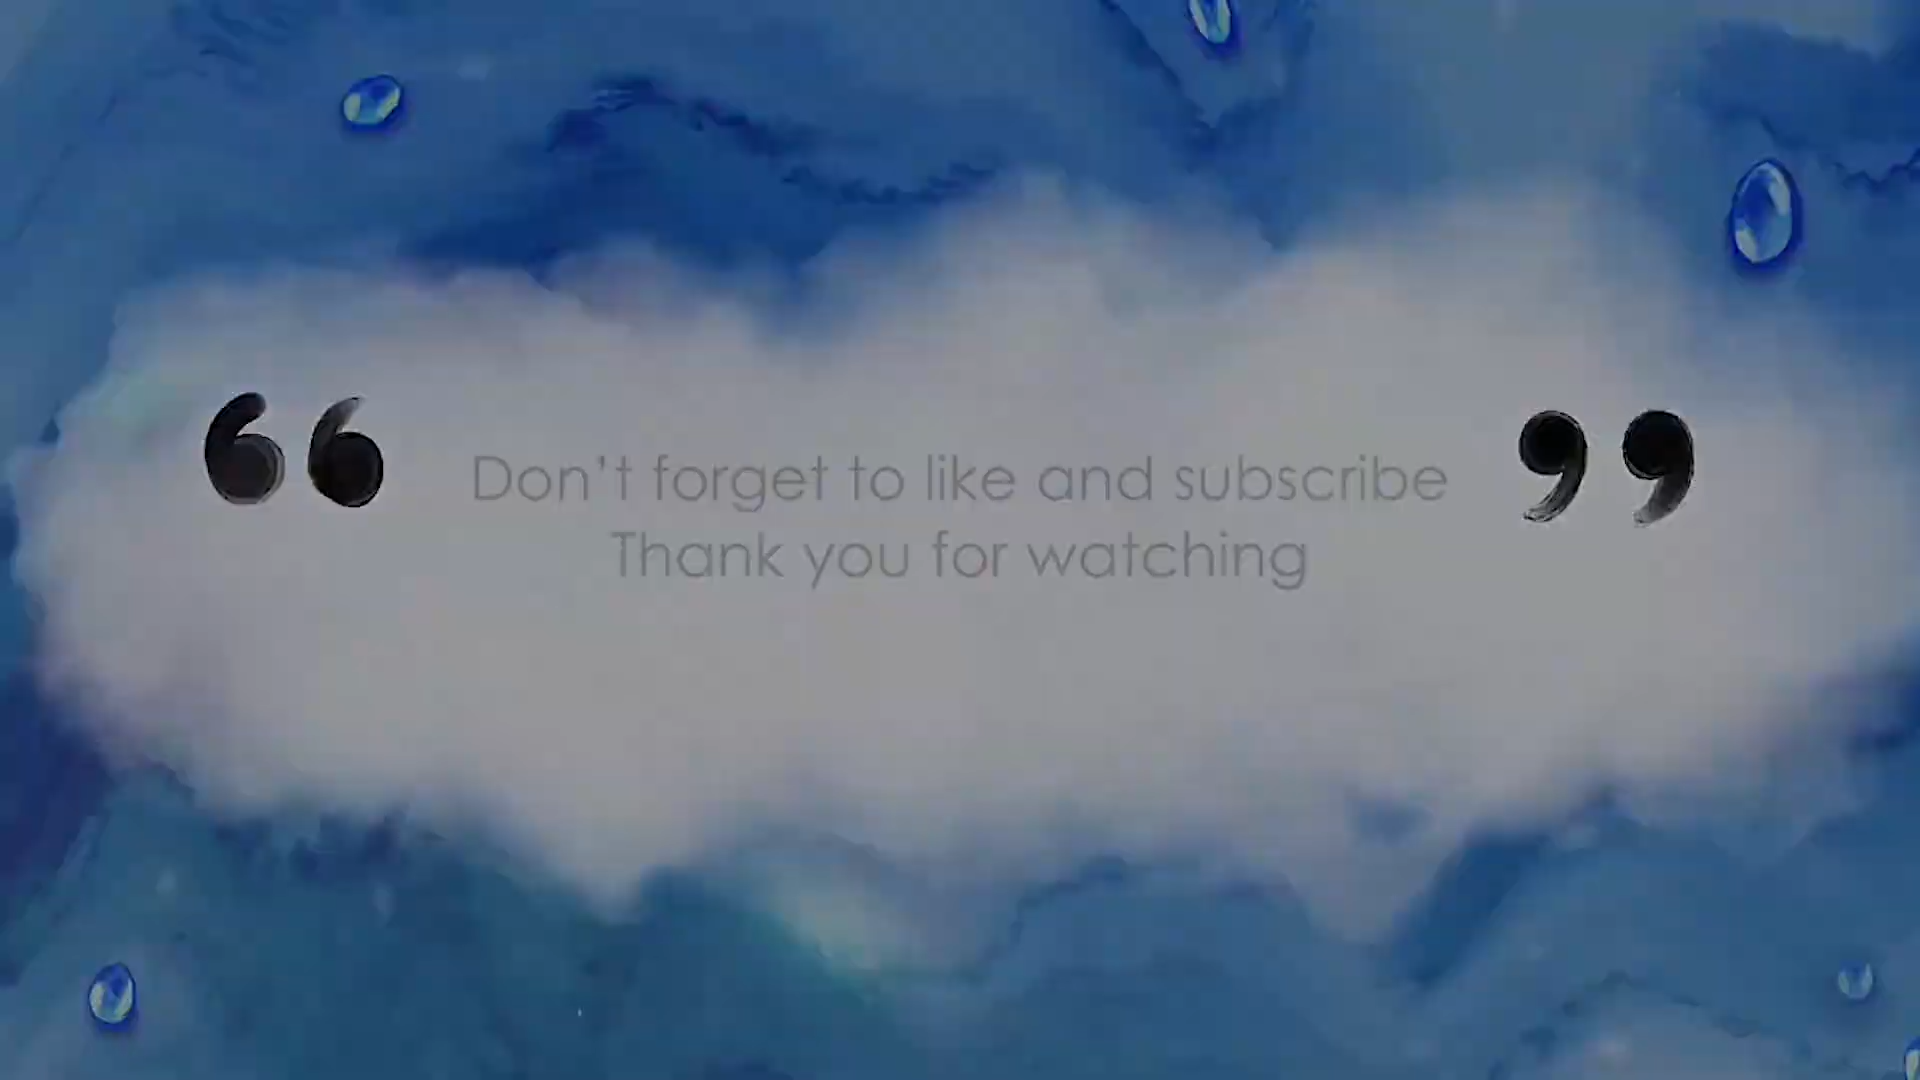 “ Don’t forget to like and subscribe ”
Thank you for watching